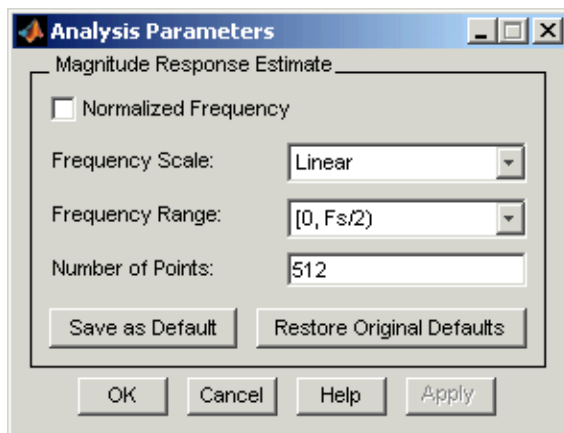 Analysis Parameters
Magnitude Response Estimate
Normalized Frequency
Frequency Scale: Linear
Frequency Range: [0, Fs/2)
Number of Points: 512
Save as Default Restore Original Defaults
OK Cancel Help Apply